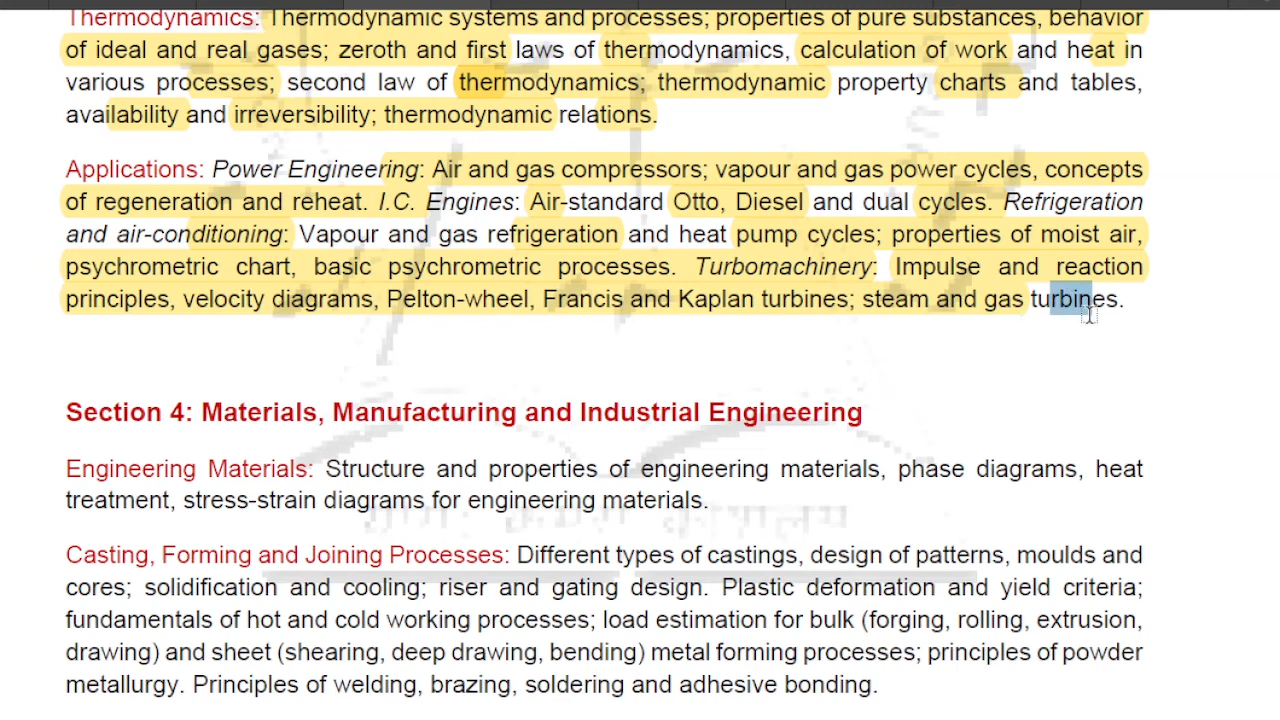 Thermodynamics: Thermodynamic systems and processes; properties of pure substances, behavior
of ideal and real gases; zeroth and first laws of thermodynamics, calculation of work and heat in
various processes; second law of thermodynamics; thermodynamic property charts and tables,
availability and irreversibility; thermodynamic relations.
Applications: Power Engineering: Air and gas compressors; vapour and gas power cycles, concepts
of regeneration and reheat. I.C. Engines: Air-standard Otto, Diesel and dual cycles. Refrigeration
and air-conditioning: Vapour and gas refrigeration and heat pump cycles; properties of moist air,
psychrometric chart, basic psychrometric processes. Turbomachinery: Impulse and reaction
principles, velocity diagrams, Pelton-wheel, Francis and Kaplan turbines; steam and gas turbines.
Section 4: Materials, Manufacturing and Industrial Engineering
Engineering Materials: Structure and properties of engineering materials, phase diagrams, heat
treatment, stress-strain diagrams for engineering materials.
Casting, Forming and Joining Processes: Different types of castings, design of patterns, moulds and
cores; solidification and cooling; riser and gating design. Plastic deformation and yield criteria;
fundamentals of hot and cold working processes; load estimation for bulk (forging, rolling, extrusion,
drawing) and sheet (shearing, deep drawing, bending) metal forming processes; principles of powder
metallurgy. Principles of welding, brazing, soldering and adhesive bonding.